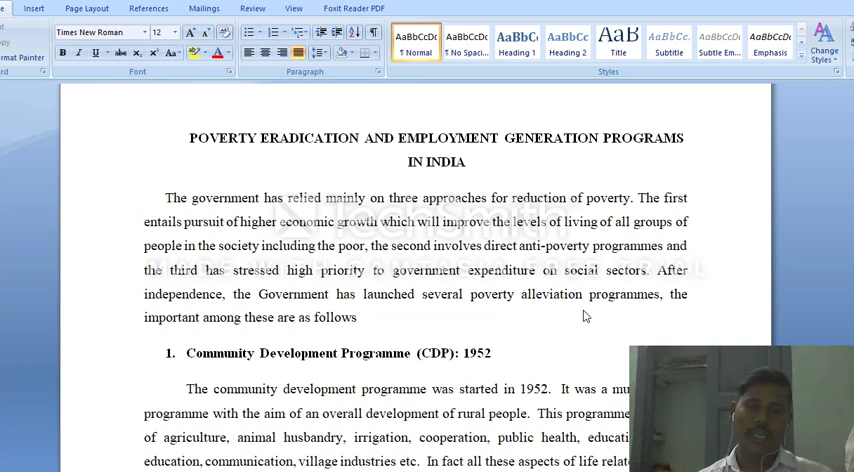 Insert Page Layout References Mailings Review View Foxit Reader PDF
Times New Roman 12
AaBbCcDc AaBbCcDc AaBbC AaBbCc AaB AaBbCc. AaBbCcDc AaBbCcDc
Format Painter B I U abc Aa A ¶ Normal ¶ No Spaci... Heading 1 Heading 2 Title Subtitle Subtle Em... Emphasis Change Styles
Font Paragraph Styles
POVERTY ERADICATION AND EMPLOYMENT GENERATION PROGRAMS
IN INDIA
The government has relied mainly on three approaches for reduction of poverty. The first
entails pursuit of higher economic growth which will improve the levels of living of all groups of
people in the society including the poor, the second involves direct anti-poverty programmes and
the third has stressed high priority to government expenditure on social sectors. After
independence, the Government has launched several poverty alleviation programmes, the
important among these are as follows
TechSmith
MADE WITH CAMTASIA FREE TRIAL
1. Community Development Programme (CDP): 1952
The community development programme was started in 1952. It was a mu
programme with the aim of an overall development of rural people. This programme
of agriculture, animal husbandry, irrigation, cooperation, public health, educati
education, communication, village industries etc. In fact all these aspects of life relate